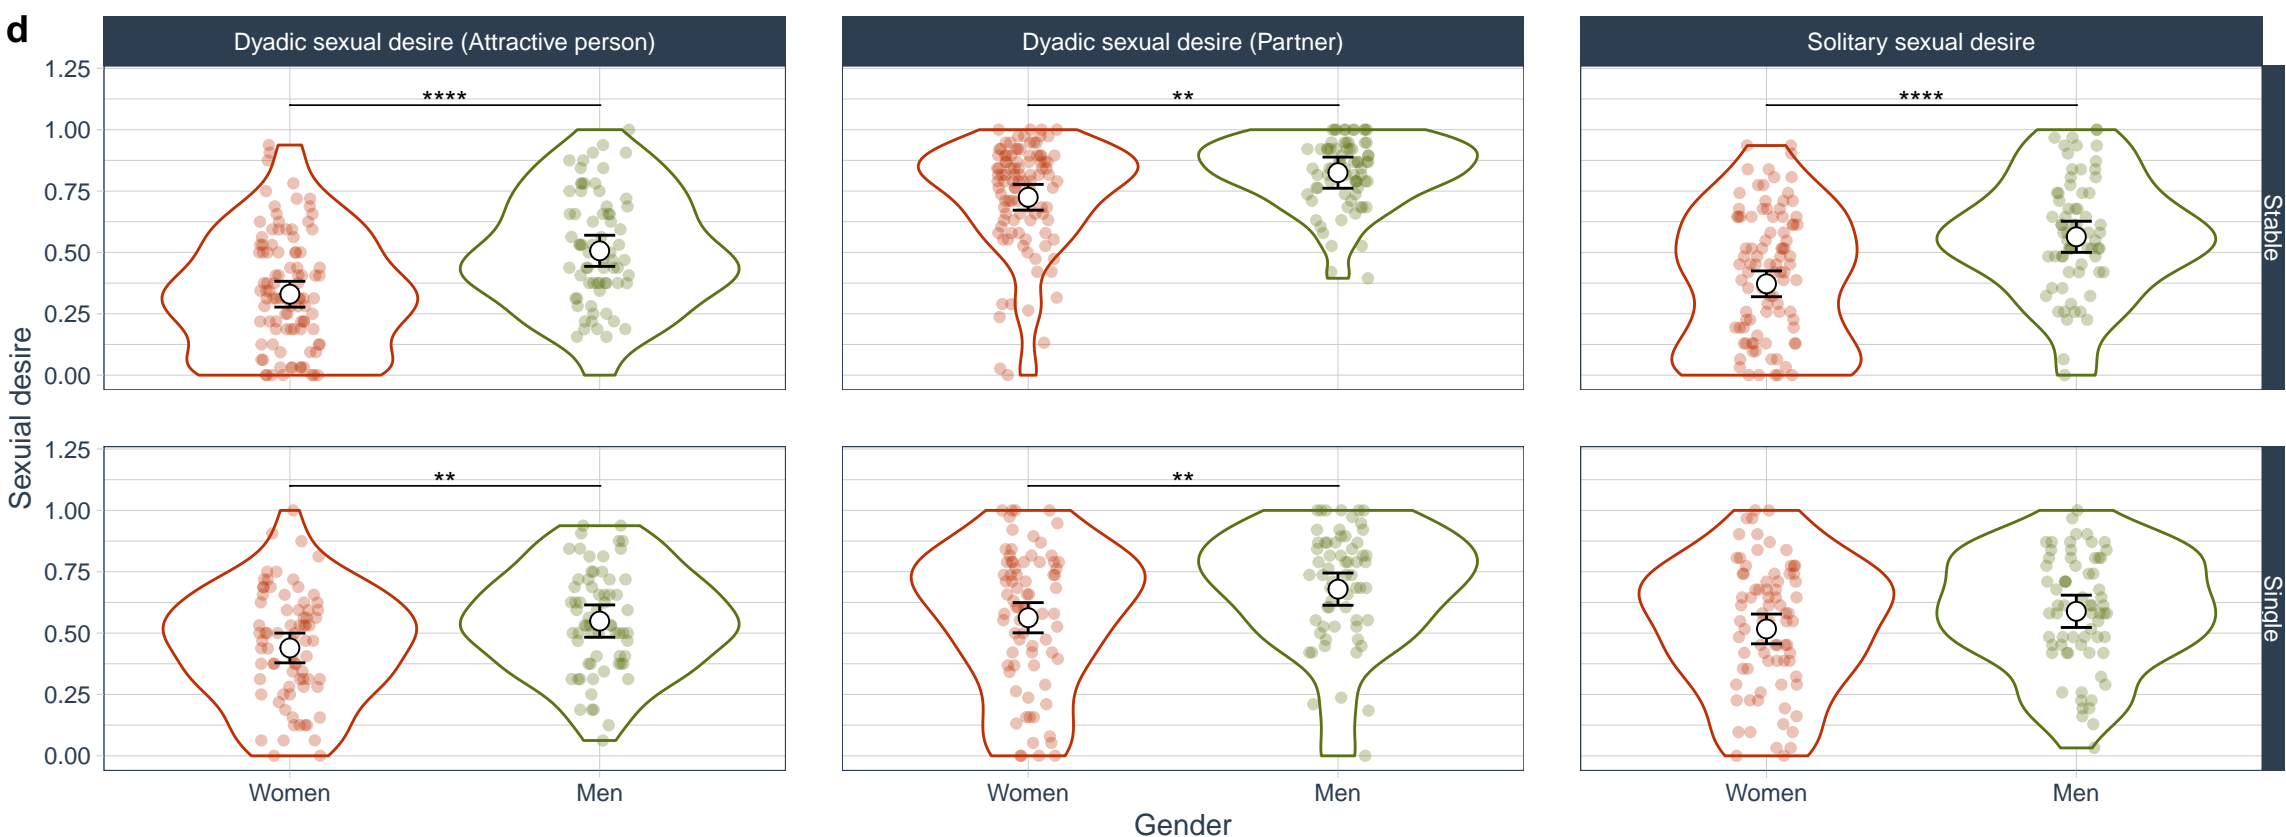 d
Dyadic sexual desire (Attractive person)
Dyadic sexual desire (Partner)
Solitary sexual desire
Sexuial desire
1.25
1.00
0.75
0.50
0.25
0.00
****
**
****
Stable
1.25
1.00
0.75
0.50
0.25
0.00
**
**
Single
Women
Men
Women
Men
Women
Men
Gender